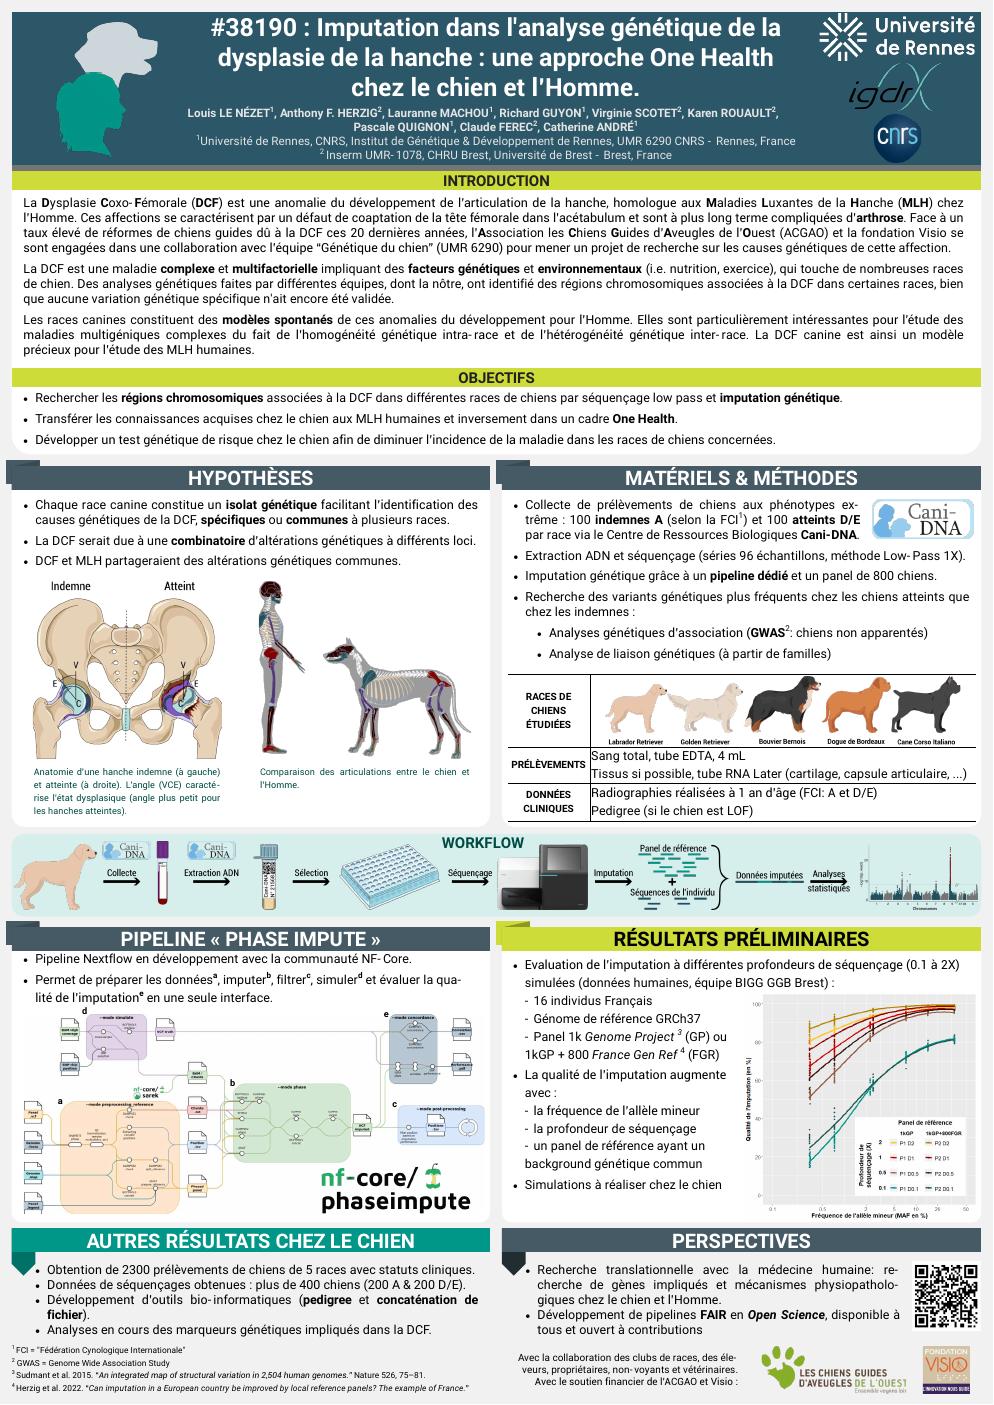 #38190 : Imputation dans l'analyse génétique de la
dysplasie de la hanche : une approche One Health
chez le chien et l'Homme.
Louis LE NÉZET1, Anthony F. HERZIG2, Lauranne MACHOU1, Richard GUYON1, Virginie SCOTET2, Karen ROUAULT2,
Pascale QUIGNON1, Claude FEREC2, Catherine ANDRÉ1
1Université de Rennes, CNRS, Institut de Génétique & Développement de Rennes, UMR 6290 CNRS - Rennes, France
2 Inserm UMR- 1078, CHRU Brest, Université de Brest - Brest, France
Université
de Rennes
igdr
cnrs
INTRODUCTION
La Dysplasie Coxo-Fémorale (DCF) est une anomalie du développement de l'articulation de la hanche, homologue aux Maladies Luxantes de la Hanche (MLH) chez
l'Homme. Ces affections se caractérisent par un défaut de coaptation de la tête fémorale dans l'acétabulum et sont à plus long terme compliquées d'arthrose. Face à un
taux élevé de réformes de chiens guides dû à la DCF ces 20 dernières années, l'Association les Chiens Guides d'Aveugles de l'Ouest (ACGAO) et la fondation Visio se
sont engagées dans une collaboration avec l'équipe “Génétique du chien” (UMR 6290) pour mener un projet de recherche sur les causes génétiques de cette affection.
La DCF est une maladie complexe et multifactorielle impliquant des facteurs génétiques et environnementaux (i.e. nutrition, exercice), qui touche de nombreuses races
de chien. Des analyses génétiques faites par différentes équipes, dont la nôtre, ont identifié des régions chromosomiques associées à la DCF dans certaines races, bien
que aucune variation génétique spécifique n'ait encore été validée.
Les races canines constituent des modèles spontanés de ces anomalies du développement pour l'Homme. Elles sont particulièrement intéressantes pour l'étude des
maladies multigéniques complexes du fait de l'homogénéité génétique intra-race et de l'hétérogénéité génétique inter-race. La DCF canine est ainsi un modèle
précieux pour l'étude des MLH humaines.
OBJECTIFS
• Rechercher les régions chromosomiques associées à la DCF dans différentes races de chiens par séquençage low pass et imputation génétique.
• Transférer les connaissances acquises chez le chien aux MLH humaines et inversement dans un cadre One Health.
• Développer un test génétique de risque chez le chien afin de diminuer l'incidence de la maladie dans les races de chiens concernées.
HYPOTHÈSES
• Chaque race canine constitue un isolat génétique facilitant l'identification des
causes génétiques de la DCF, spécifiques ou communes à plusieurs races.
• La DCF serait due à une combinatoire d'altérations génétiques à différents loci.
• DCF et MLH partageraient des altérations génétiques communes.
Indemne
Atteint
V
E
C
V
E
C
Anatomie d'une hanche indemne (à gauche)
et atteinte (à droite). L'angle (VCE) caracté-
rise l'état dysplasique (angle plus petit pour
les hanches atteintes).
Comparaison des articulations entre le chien et
l'Homme.
MATÉRIELS & MÉTHODES
• Collecte de prélèvements de chiens aux phénotypes ex-
trême : 100 indemnes A (selon la FCI1) et 100 atteints D/E
par race via le Centre de Ressources Biologiques Cani-DNA.
Cani-
DNA
• Extraction ADN et séquençage (séries 96 échantillons, méthode Low-Pass 1X).
• Imputation génétique grâce à un pipeline dédié et un panel de 800 chiens.
• Recherche des variants génétiques plus fréquents chez les chiens atteints que
chez les indemnes :
• Analyses génétiques d'association (GWAS2: chiens non apparentés)
• Analyse de liaison génétiques (à partir de familles)
RACES DE
CHIENS
ÉTUDIÉES
Labrador Retriever Golden Retriever Bouvier Bernois Dogue de Bordeaux Cane Corso Italiano
PRÉLÈVEMENTS
Sang total, tube EDTA, 4 mL
Tissus si possible, tube RNA Later (cartilage, capsule articulaire, ...)
DONNÉES
CLINIQUES
Radiographies réalisées à 1 an d'âge (FCI: A et D/E)
Pedigree (si le chien est LOF)
WORKFLOW
Cani-
DNA
Collecte
Cani-
DNA
Extraction ADN
Sélection
Séquençage
Imputation
Panel de référence
+
Séquences de l'individu
Données imputées
Analyses
statistiques
Chromosomes
PIPELINE « PHASE IMPUTE »
• Pipeline Nextflow en développement avec la communauté NF-Core.
• Permet de préparer les donnéesa, imputerb, filtrerc, simulerd et évaluer la qua-
lité de l'imputatione en une seule interface.
d
--mode simulate
e
--mode concordance
nf-core/
sarek
a
--mode preprocessing_reference
b
--mode phase
c
--mode post-processing
nf-core/
phaseimpute
RÉSULTATS PRÉLIMINAIRES
• Evaluation de l'imputation à différentes profondeurs de séquençage (0.1 à 2X)
simulées (données humaines, équipe BIGG GGB Brest) :
- 16 individus Français
- Génome de référence GRCh37
- Panel 1k Genome Project 3 (GP) ou
1kGP + 800 France Gen Ref 4 (FGR)
• La qualité de l'imputation augmente
avec :
- la fréquence de l'allèle mineur
- la profondeur de séquençage
- un panel de référence ayant un
background génétique commun
• Simulations à réaliser chez le chien
Qualité de l'imputation (en %)
100
80
60
40
20
0
0.1 0.5 2 5 10 20 50
Fréquence de l'allèle mineur (MAF en %)
Panel de référence
1kGP 1kGP+800FGR
Profondeur de
séquençage (X)
2 P1 D2 P2 D2
1 P1 D1 P2 D1
0.5 P1 D0.5 P2 D0.5
0.1 P1 D0.1 P2 D0.1
AUTRES RÉSULTATS CHEZ LE CHIEN
• Obtention de 2300 prélèvements de chiens de 5 races avec statuts cliniques.
• Données de séquençages obtenues : plus de 400 chiens (200 A & 200 D/E).
• Développement d'outils bio-informatiques (pedigree et concaténation de
fichier).
• Analyses en cours des marqueurs génétiques impliqués dans la DCF.
1 FCI = "Fédération Cynologique Internationale"
2 GWAS = Genome Wide Association Study
3 Sudmant et al. 2015. “An integrated map of structural variation in 2,504 human genomes.” Nature 526, 75–81.
4 Herzig et al. 2022. “Can imputation in a European country be improved by local reference panels? The example of France.”
PERSPECTIVES
• Recherche translationnelle avec la médecine humaine: re-
cherche de gènes impliqués et mécanismes physiopatholo-
giques chez le chien et l'Homme.
• Développement de pipelines FAIR en Open Science, disponible à
tous et ouvert à contributions
Avec la collaboration des clubs de races, des éle-
veurs, propriétaires, non-voyants et vétérinaires.
Avec le soutien financier de l'ACGAO et Visio :
LES CHIENS GUIDES
D'AVEUGLES DE L'OUEST
Ensemble voyons loin
FONDATION
VISIO
L'INNOVATION NOUS GUIDE